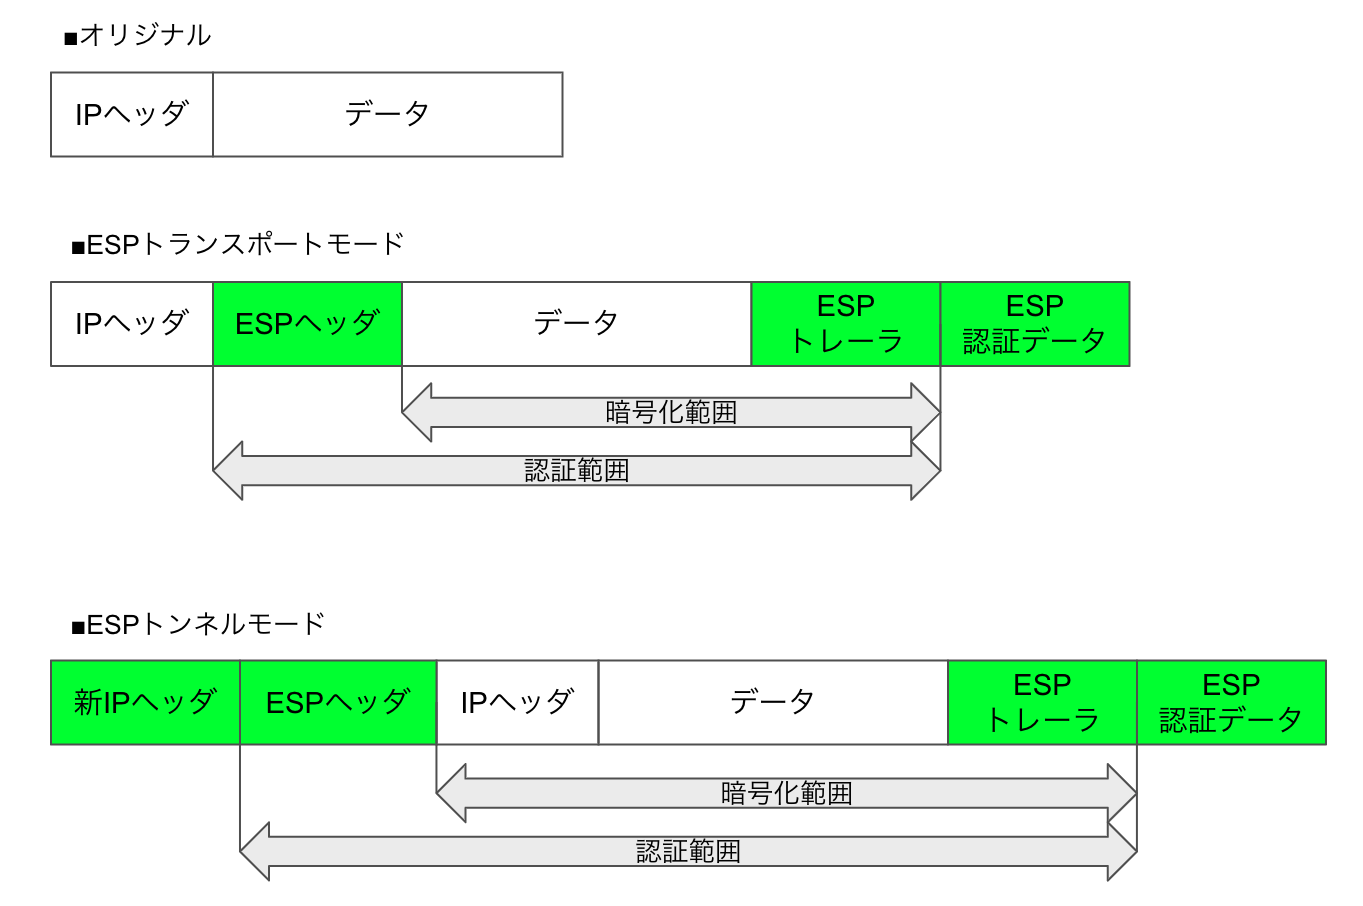 ■オリジナル
IPヘッダ
データ
■ESPトランスポートモード
IPヘッダ
ESPヘッダ
データ
ESP
トレーラ
ESP
認証データ
暗号化範囲
認証範囲
■ESPトンネルモード
新IPヘッダ
ESPヘッダ
IPヘッダ
データ
ESP
トレーラ
ESP
認証データ
暗号化範囲
認証範囲